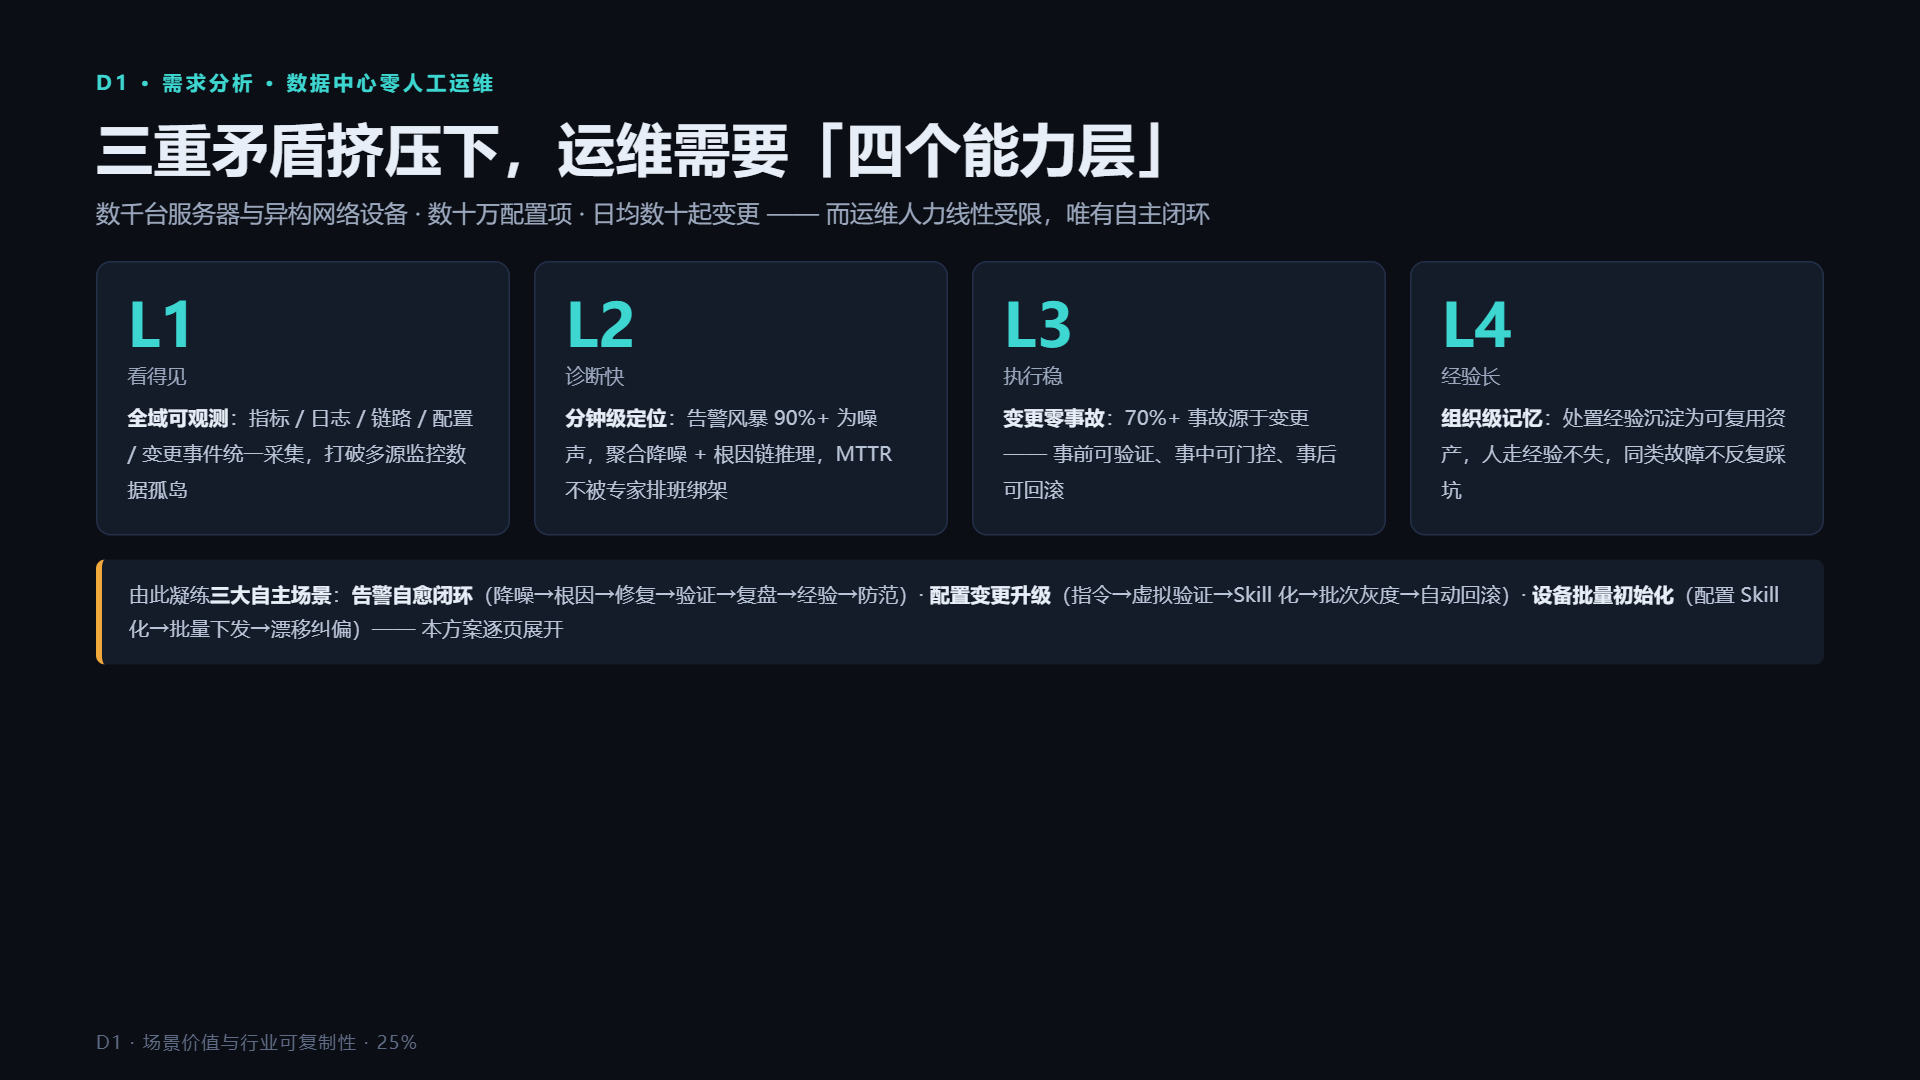 D1 · 需求分析 · 数据中心零人工运维
三重矛盾挤压下，运维需要「四个能力层」
数千台服务器与异构网络设备 · 数十万配置项 · 日均数十起变更 —— 而运维人力线性受限，唯有自主闭环
L1
看得见
全域可观测：指标 / 日志 / 链路 / 配置
/ 变更事件统一采集，打破多源监控数
据孤岛
L2
诊断快
分钟级定位：告警风暴 90%+ 为噪
声，聚合降噪 + 根因链推理，MTTR
不被专家排班绑架
L3
执行稳
变更零事故：70%+ 事故源于变更
—— 事前可验证、事中可门控、事后
可回滚
L4
经验长
组织级记忆：处置经验沉淀为可复用资
产，人走经验不失，同类故障不反复踩
坑
由此凝练三大自主场景：告警自愈闭环（降噪→根因→修复→验证→复盘→经验→防范）· 配置变更升级（指令→虚拟验证→Skill 化→批次灰度→自动回滚）· 设备批量初始化（配置 Skill
化→批量下发→漂移纠偏）—— 本方案逐页展开
D1 · 场景价值与行业可复制性 · 25%